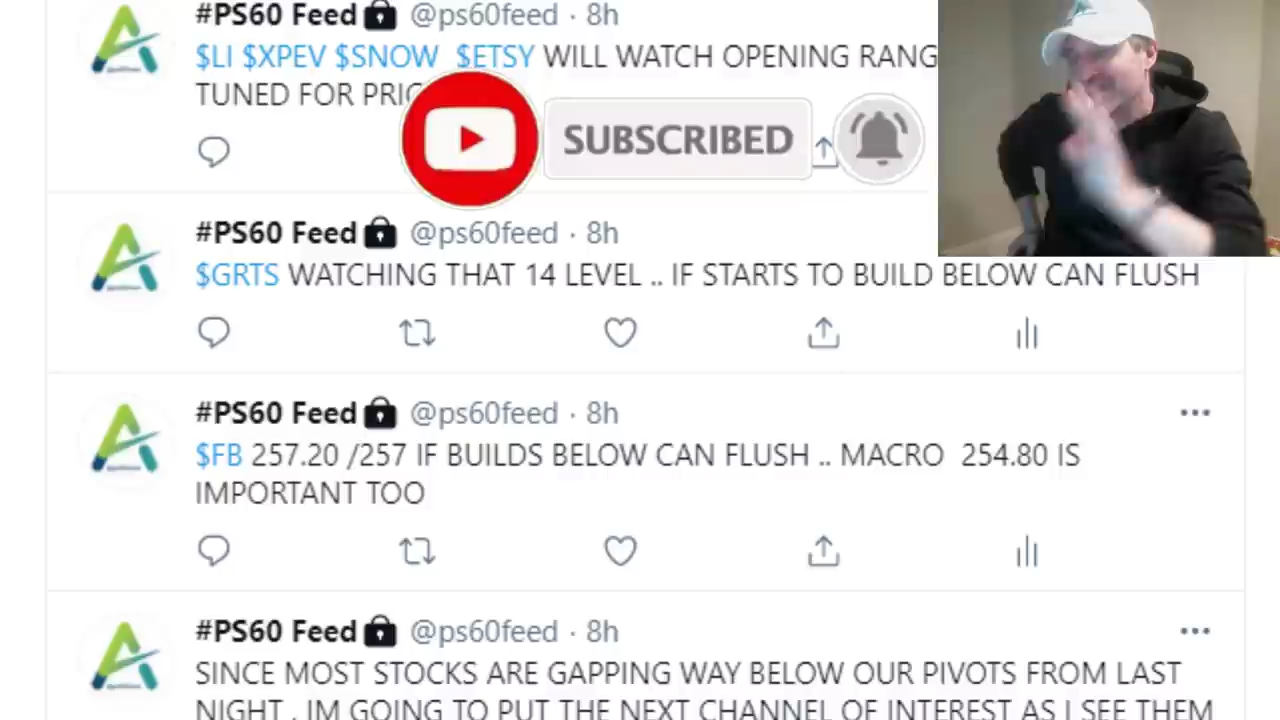 #PS60 Feed @ps60feed · 8h
$LI $XPEV $SNOW $ETSY WILL WATCH OPENING
TUNED FOR
SUBSCRIBED
#PS60 Feed @ps60feed · 8h
$GRTS WATCHING THAT 14 LEVEL .. IF STARTS TO BUILD BELOW CAN FLUSH
#PS60 Feed @ps60feed · 8h
$FB 257.20 /257 IF BUILDS BELOW CAN FLUSH .. MACRO 254.80 IS
IMPORTANT TOO
#PS60 Feed @ps60feed · 8h
SINCE MOST STOCKS ARE GAPPING WAY BELOW OUR PIVOTS FROM LAST
NIGHT , IM GOING TO PUT THE NEXT CHANNEL OF INTEREST AS I SEE THEM